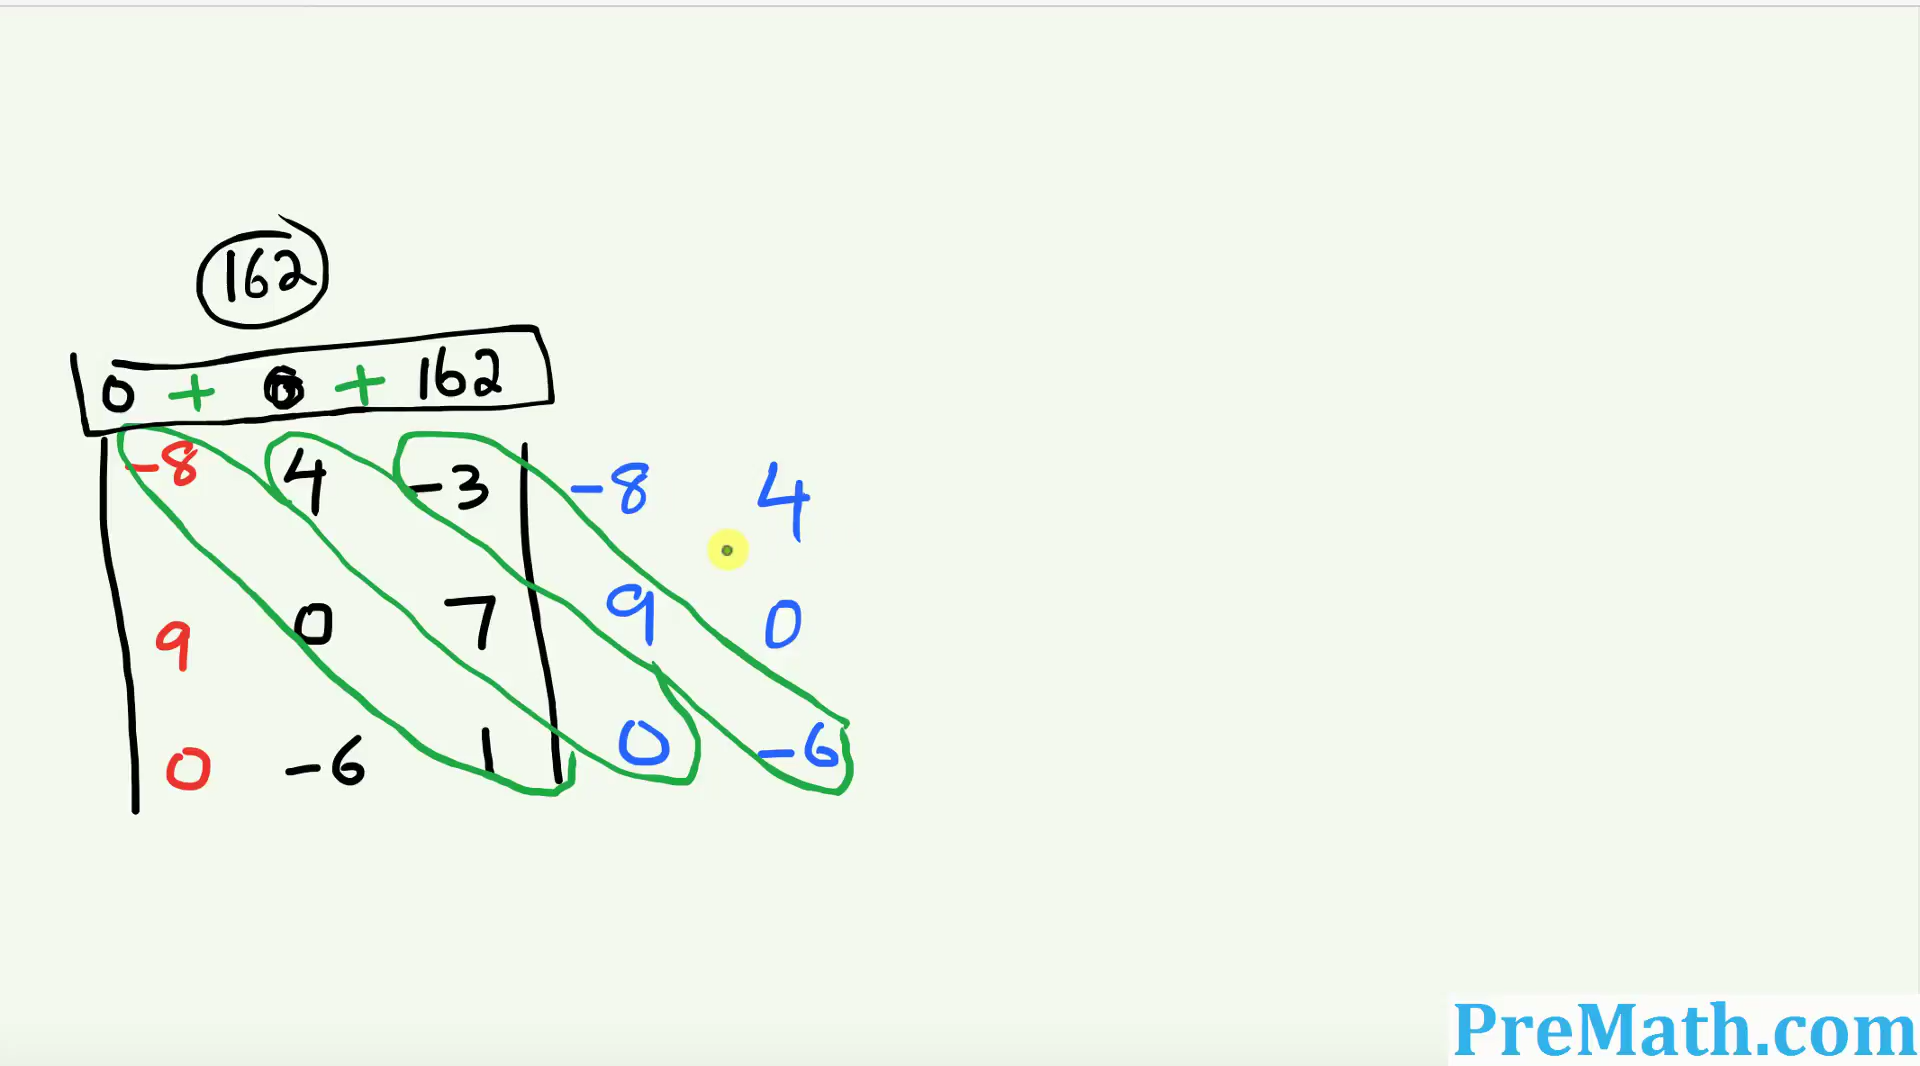 162
0 + 0 + 162
-8 4 -3 -8 4
9 0 7 9 0
0 -6 1 0 -6
PreMath.com